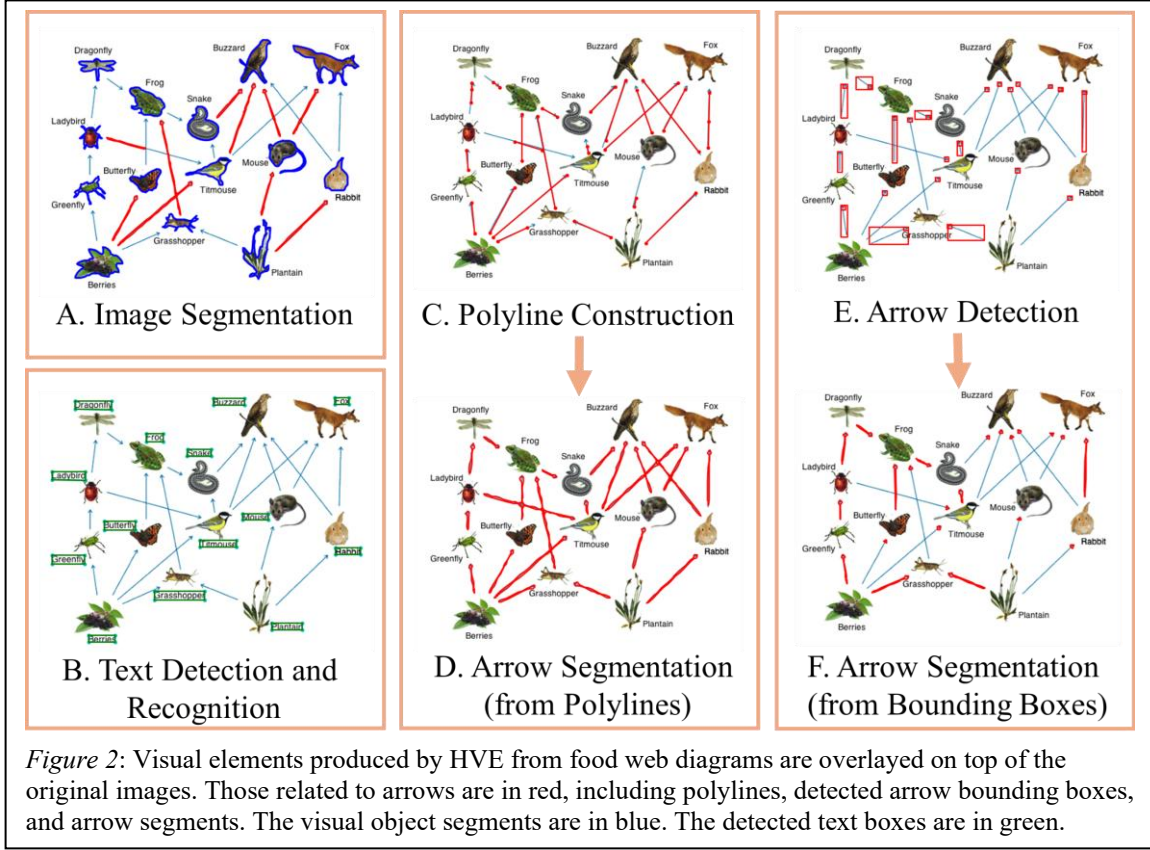 Dragonfly
Buzzard
Fox
Frog
Snake
Ladybird
Butterfly
Mouse
Titmouse
Greenfly
Rabbit
Grasshopper
Berries
Plantain
A. Image Segmentation
Dragonfly
Buzzard
Fox
Frog
Snake
Ladybird
Butterfly
Mouse
Titmouse
Greenfly
Rabbit
Grasshopper
Plantain
Berries
B. Text Detection and
Recognition
Dragonfly
Buzzard
Fox
Frog
Snake
Ladybird
Butterfly
Mouse
Titmouse
Greenfly
Rabbit
Grasshopper
Plantain
Berries
C. Polyline Construction
Dragonfly
Buzzard
Fox
Frog
Snake
Ladybird
Butterfly
Mouse
Titmouse
Greenfly
Rabbit
Grasshopper
Plantain
Berries
D. Arrow Segmentation
(from Polylines)
Dragonfly
Buzzard
Fox
Frog
Snake
Ladybird
Butterfly
Mouse
Titmouse
Greenfly
Rabbit
Grasshopper
Plantain
Berries
E. Arrow Detection
Dragonfly
Buzzard
Fox
Frog
Snake
Ladybird
Butterfly
Mouse
Titmouse
Greenfly
Rabbit
Grasshopper
Plantain
Berries
F. Arrow Segmentation
(from Bounding Boxes)
Figure 2: Visual elements produced by HVE from food web diagrams are overlayed on top of the
original images. Those related to arrows are in red, including polylines, detected arrow bounding boxes,
and arrow segments. The visual object segments are in blue. The detected text boxes are in green.